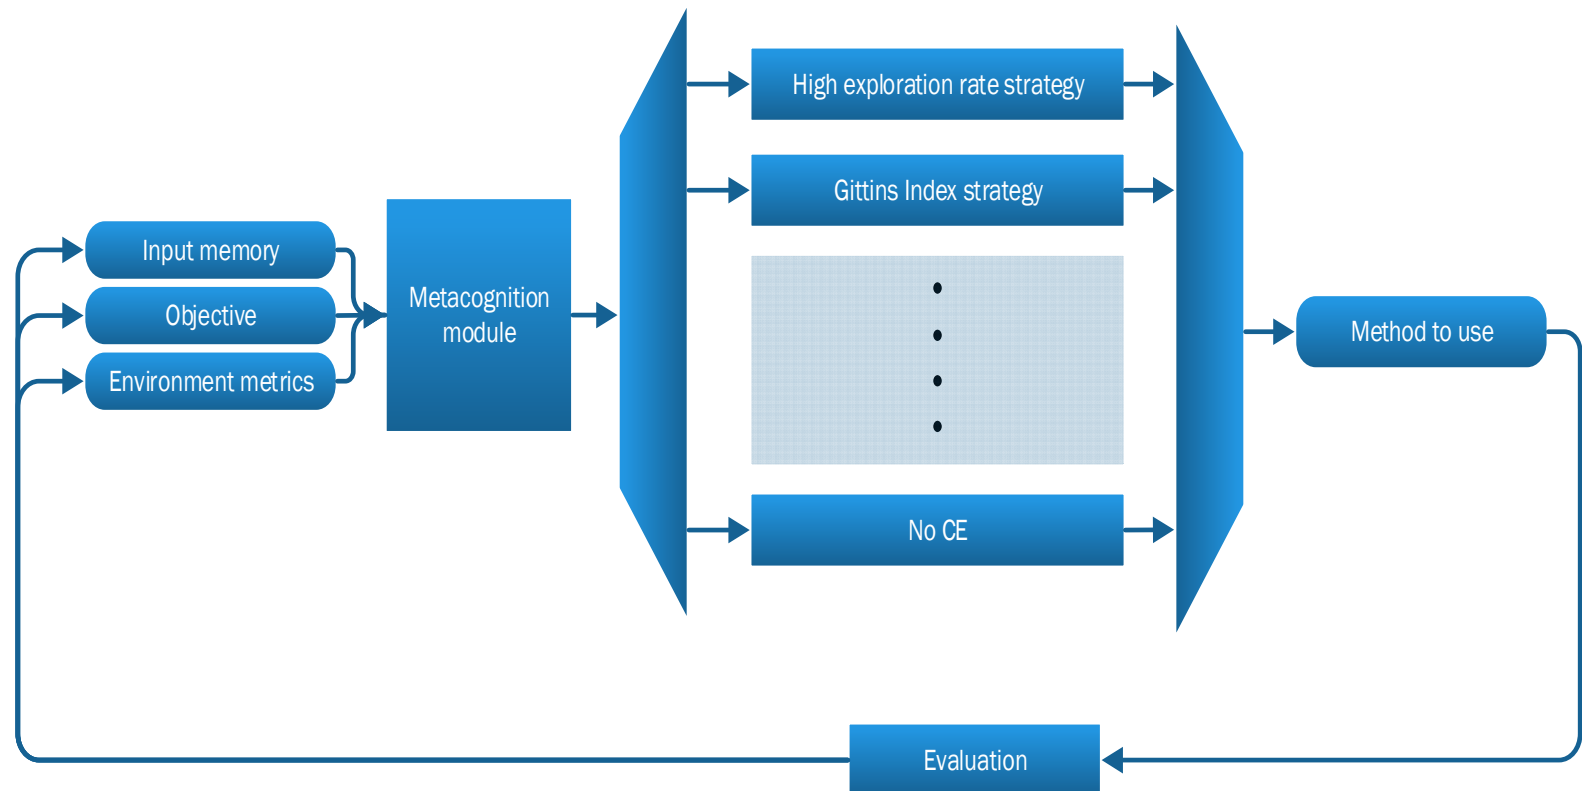 High exploration rate strategy
Gittins Index strategy
Input memory
Objective
Environment metrics
Metacognition
module
Method to use
No CE
Evaluation